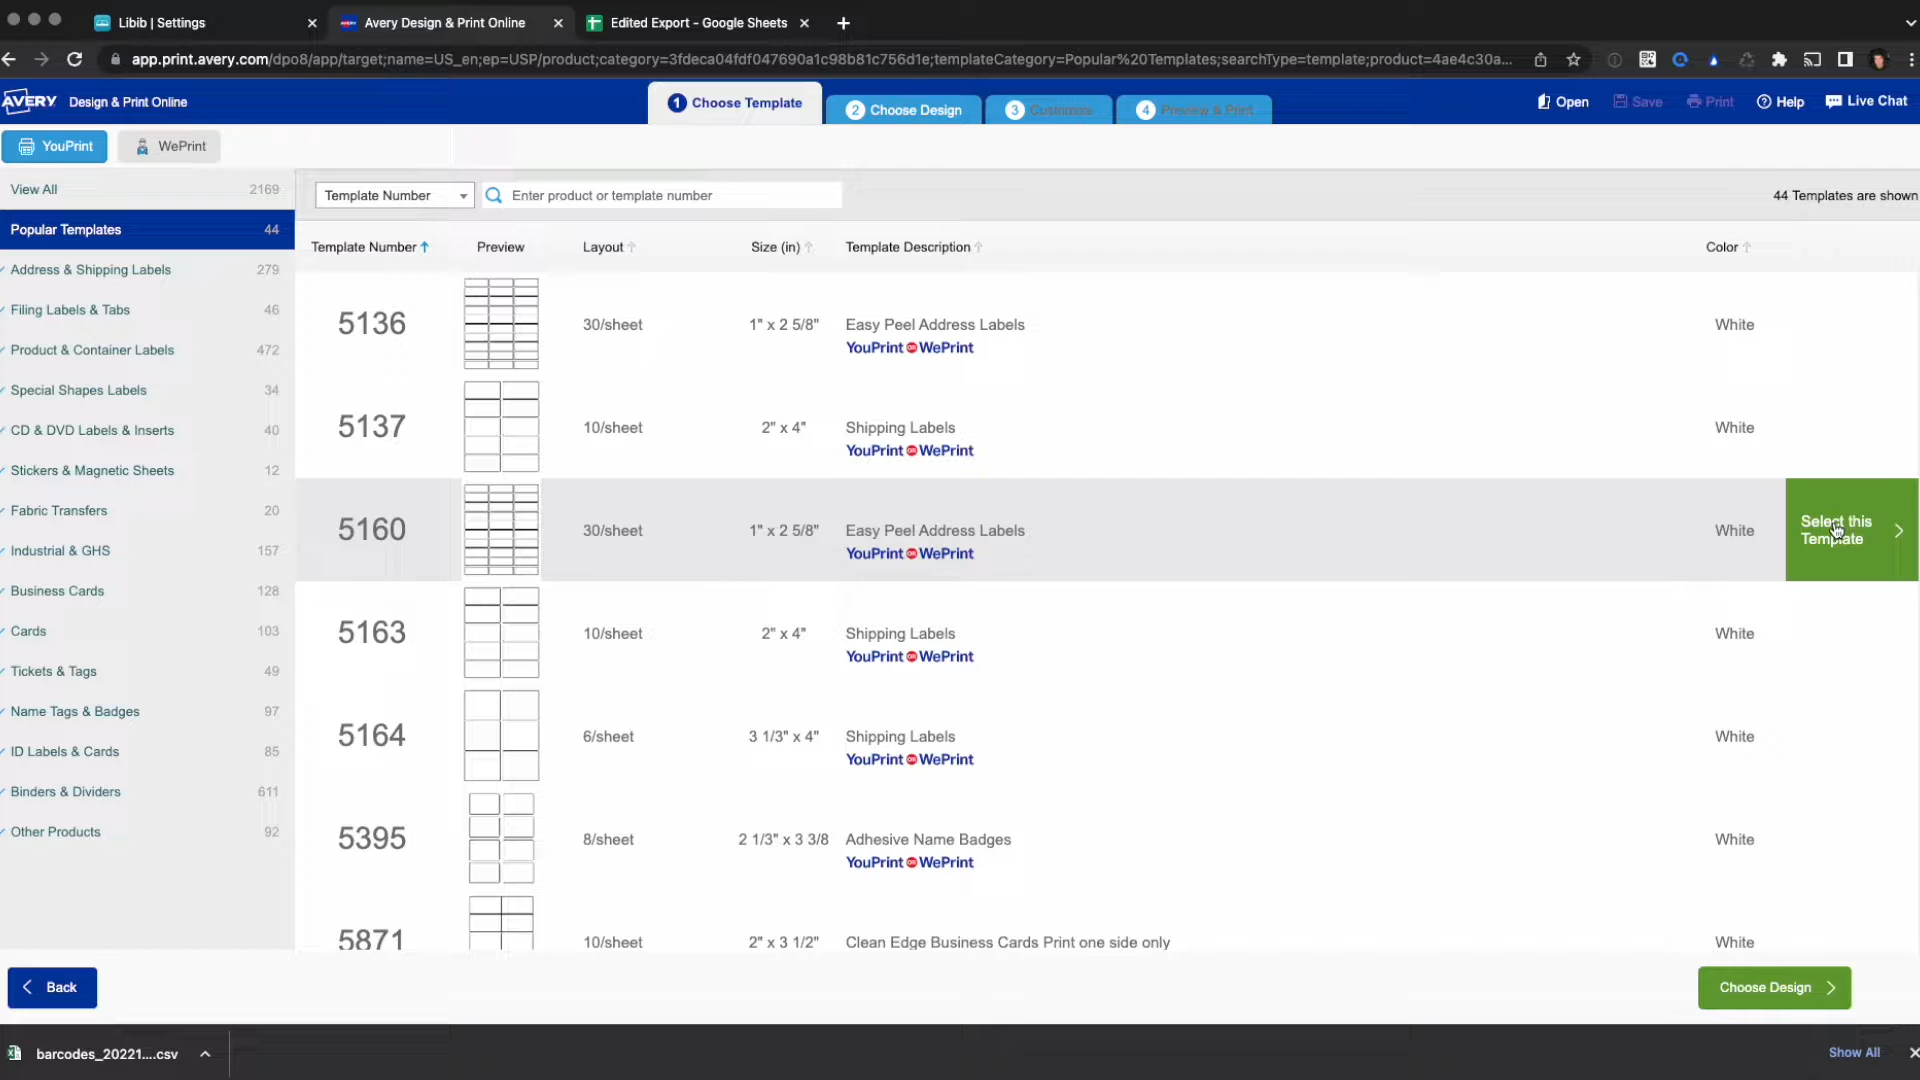 Libib | Settings
Avery Design & Print Online
Edited Export - Google Sheets
app.print.avery.com/dpo8/app/target;name=US_en;ep=USP/product;category=3fdeca04fdf047690a1c98b81c756d1e;templateCategory=Popular%20Templates;searchType=template;product=4ae4c30a...
AVERY Design & Print Online
1 Choose Template
2 Choose Design
3 Customize
4 Preview & Print
Open
Save
Print
Help
Live Chat
YouPrint
WePrint
View All 2169
Popular Templates 44
Address & Shipping Labels 279
Filing Labels & Tabs 46
Product & Container Labels 472
Special Shapes Labels 34
CD & DVD Labels & Inserts 40
Stickers & Magnetic Sheets 12
Fabric Transfers 20
Industrial & GHS 157
Business Cards 128
Cards 103
Tickets & Tags 49
Name Tags & Badges 97
ID Labels & Cards 85
Binders & Dividers 611
Other Products 92
Template Number
Enter product or template number
44 Templates are shown
Template Number Preview Layout Size (in) Template Description Color
5136 30/sheet 1" x 2 5/8" Easy Peel Address Labels White
YouPrint OR WePrint
5137 10/sheet 2" x 4" Shipping Labels White
YouPrint OR WePrint
5160 30/sheet 1" x 2 5/8" Easy Peel Address Labels White
YouPrint OR WePrint
Select this
Template
5163 10/sheet 2" x 4" Shipping Labels White
YouPrint OR WePrint
5164 6/sheet 3 1/3" x 4" Shipping Labels White
YouPrint OR WePrint
5395 8/sheet 2 1/3" x 3 3/8 Adhesive Name Badges White
YouPrint OR WePrint
5871 10/sheet 2" x 3 1/2" Clean Edge Business Cards Print one side only White
Back
Choose Design
barcodes_20221....csv
Show All